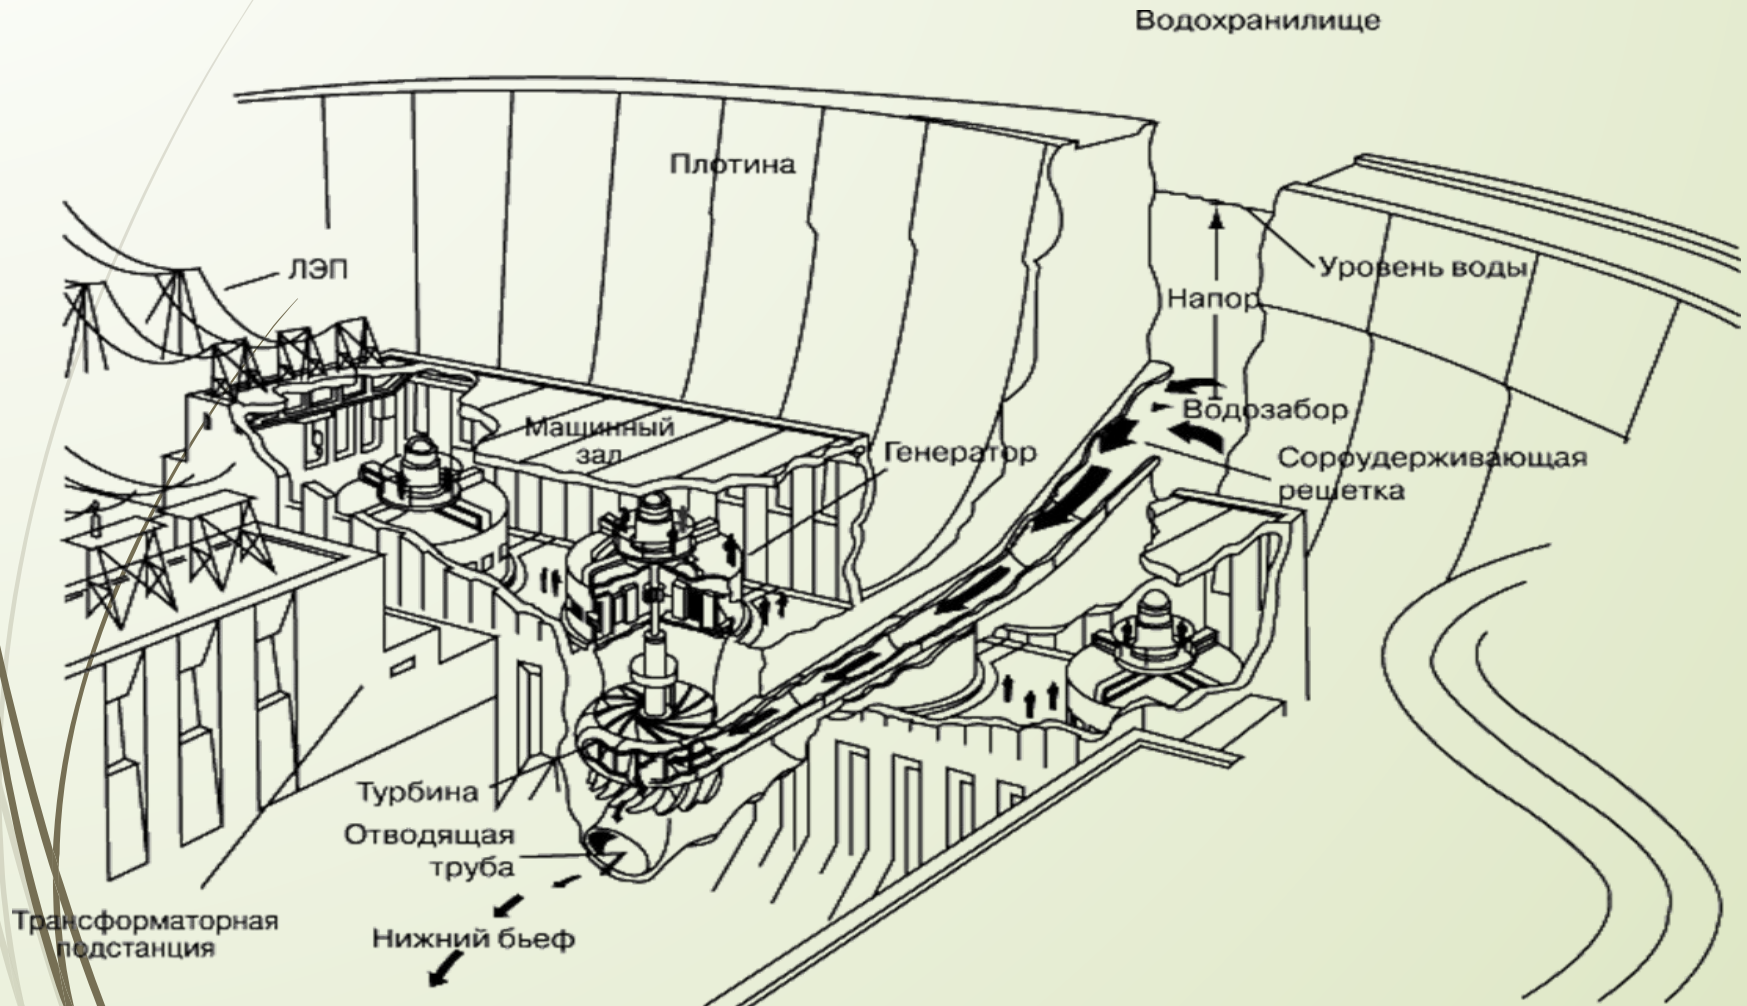 Водохранилище
Плотина
ЛЭП
Уровень воды
Напор
Водозабор
Машинный
зал
Генератор
Сороудерживающая
решетка
Турбина
Отводящая
труба
Трансформаторная
подстанция
Нижний бьеф